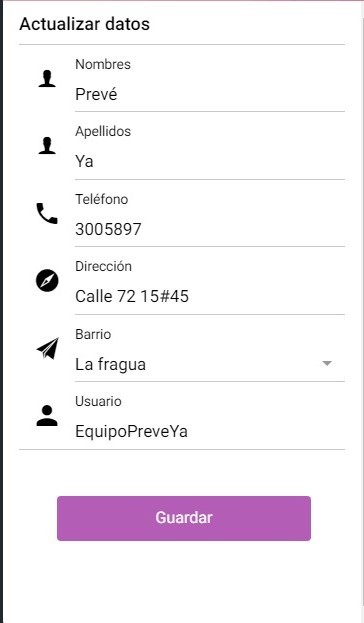 Actualizar datos
Nombres
Prevé
Apellidos
Ya
Teléfono
3005897
Dirección
Calle 72 15#45
Barrio
La fragua
Usuario
EquipoPreveYa
Guardar